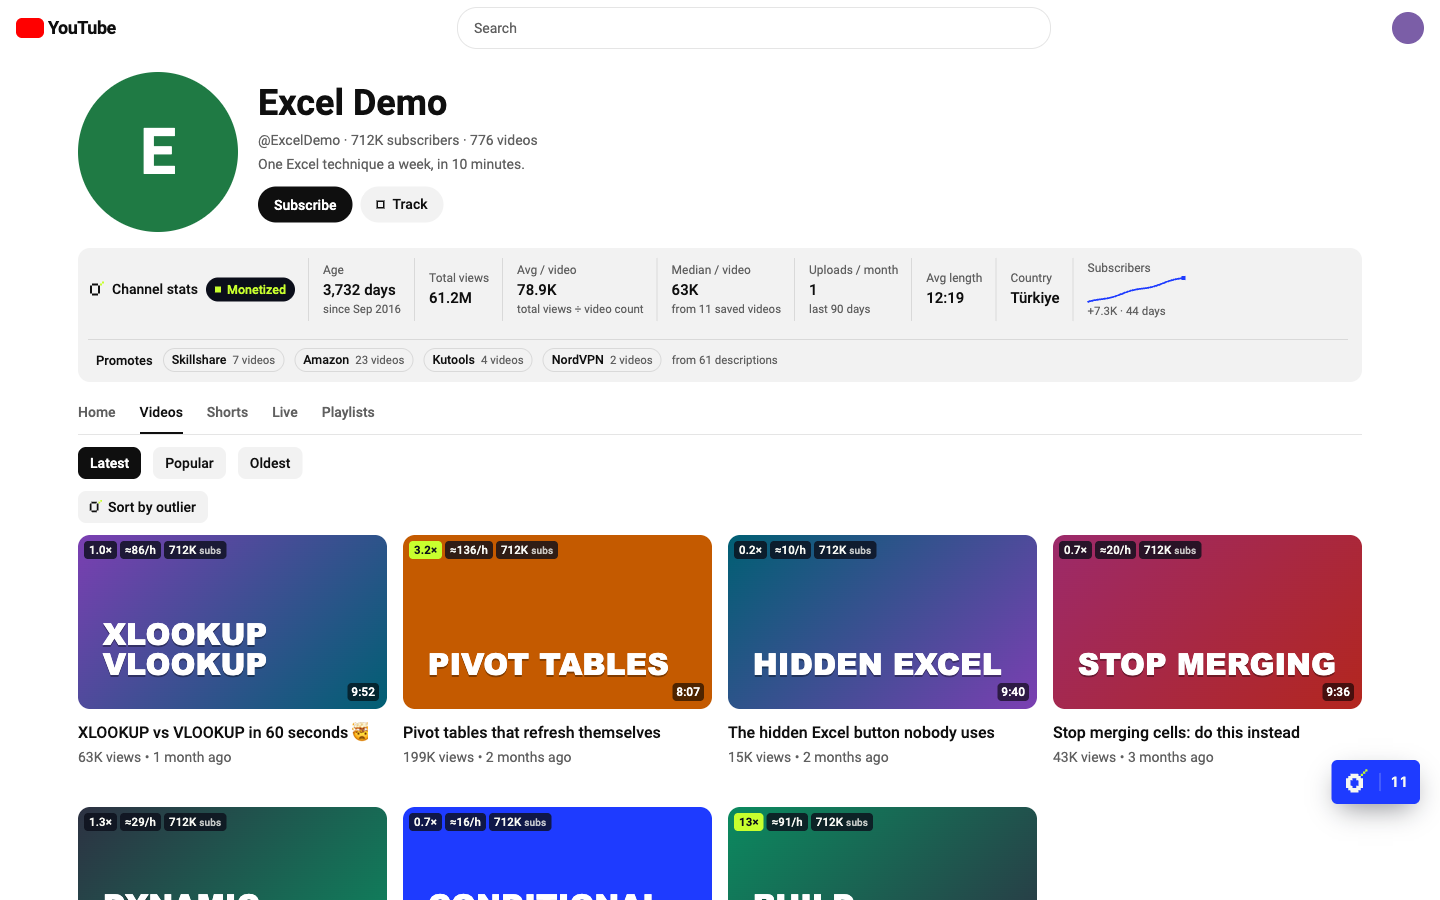 YouTube
Search
E
Excel Demo
@ExcelDemo · 712K subscribers · 776 videos
One Excel technique a week, in 10 minutes.
Subscribe
Track
Channel stats
Monetized
Age
3,732 days
since Sep 2016
Total views
61.2M
Avg / video
78.9K
total views ÷ video count
Median / video
63K
from 11 saved videos
Uploads / month
1
last 90 days
Avg length
12:19
Country
Türkiye
Subscribers
+7.3K · 44 days
Promotes
Skillshare 7 videos
Amazon 23 videos
Kutools 4 videos
NordVPN 2 videos
from 61 descriptions
Home
Videos
Shorts
Live
Playlists
Latest
Popular
Oldest
Sort by outlier
1.0× ≈86/h 712K subs
XLOOKUP
VLOOKUP
9:52
XLOOKUP vs VLOOKUP in 60 seconds 🤯
63K views • 1 month ago
3.2× ≈136/h 712K subs
PIVOT TABLES
8:07
Pivot tables that refresh themselves
199K views • 2 months ago
0.2× ≈10/h 712K subs
HIDDEN EXCEL
9:40
The hidden Excel button nobody uses
15K views • 2 months ago
0.7× ≈20/h 712K subs
STOP MERGING
9:36
Stop merging cells: do this instead
43K views • 3 months ago
11
1.3× ≈29/h 712K subs
DYNAMIC
0.7× ≈16/h 712K subs
CONDITIONAL
13× ≈91/h 712K subs
BUILD